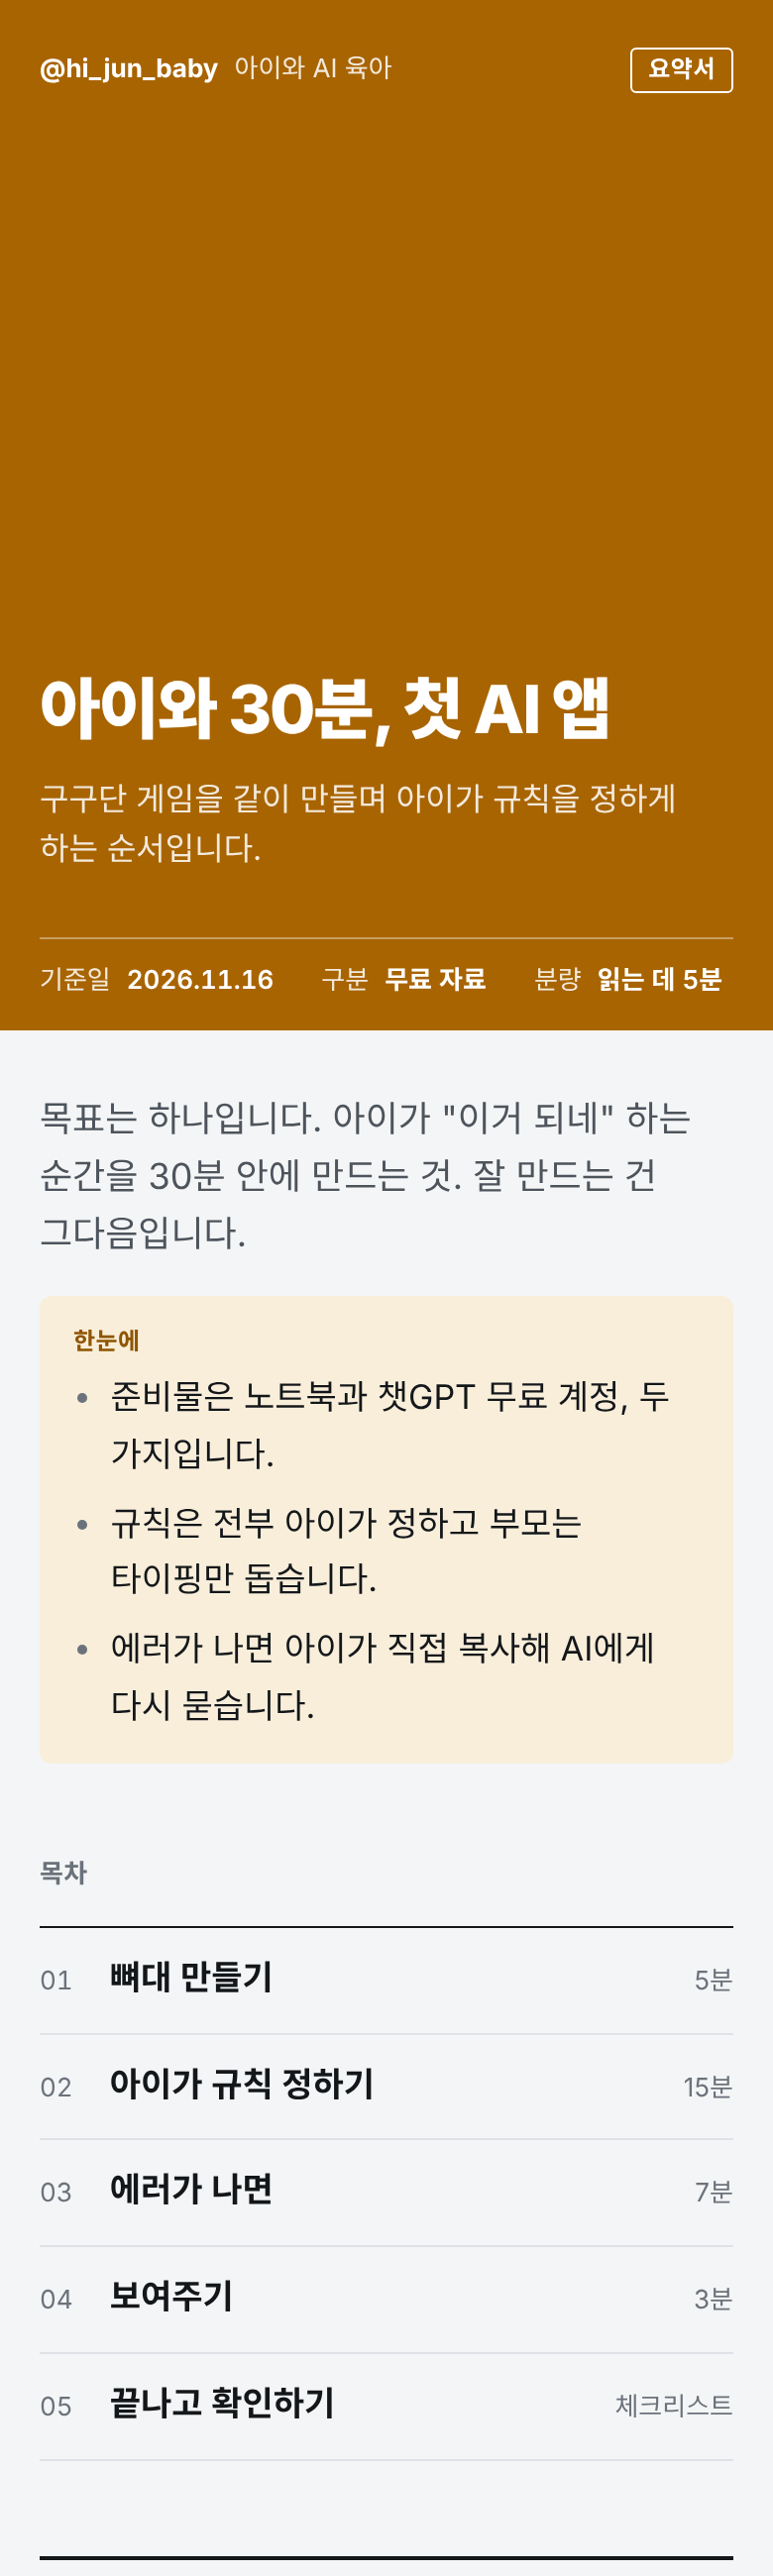 @hi_jun_baby 아이와 AI 육아 요약서
아이와 30분, 첫 AI 앱
구구단 게임을 같이 만들며 아이가 규칙을 정하게
하는 순서입니다.
기준일 2026.11.16 구분 무료 자료 분량 읽는 데 5분
목표는 하나입니다. 아이가 "이거 되네" 하는
순간을 30분 안에 만드는 것. 잘 만드는 건
그다음입니다.
한눈에
• 준비물은 노트북과 챗GPT 무료 계정, 두
가지입니다.
• 규칙은 전부 아이가 정하고 부모는
타이핑만 돕습니다.
• 에러가 나면 아이가 직접 복사해 AI에게
다시 묻습니다.
목차
01 뼈대 만들기 5분
02 아이가 규칙 정하기 15분
03 에러가 나면 7분
04 보여주기 3분
05 끝나고 확인하기 체크리스트